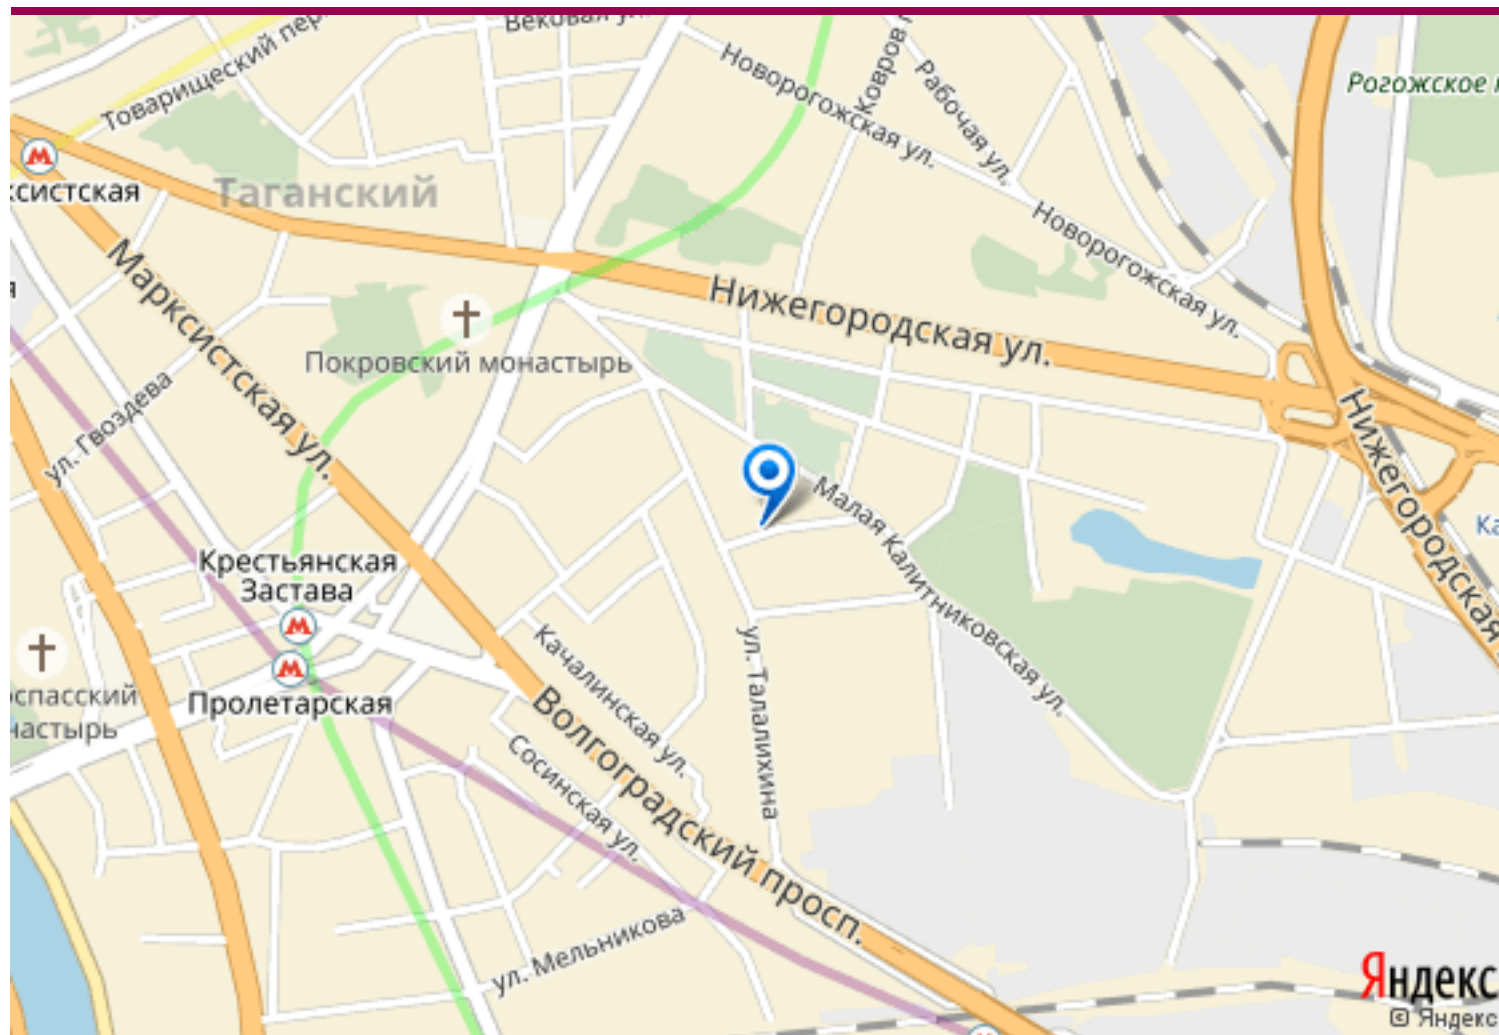 Вековая ул.
Товарищеский пер
Новорогожская ул.
Ковров
Рабочая ул.
Рогожское
ксистская
Таганский
Новорогожская ул.
Марксистская ул.
Нижегородская ул.
Покровский монастырь
ул. Гвоздева
Нижегородская
Малая Калитниковская ул.
Ка
Крестьянская
Застава
Качалинская ул.
ул. Талалихина
оспасский
настырь
Пролетарская
Волгоградский просп.
Сосинская ул.
ул. Мельникова
Яндекс
© Яндекс